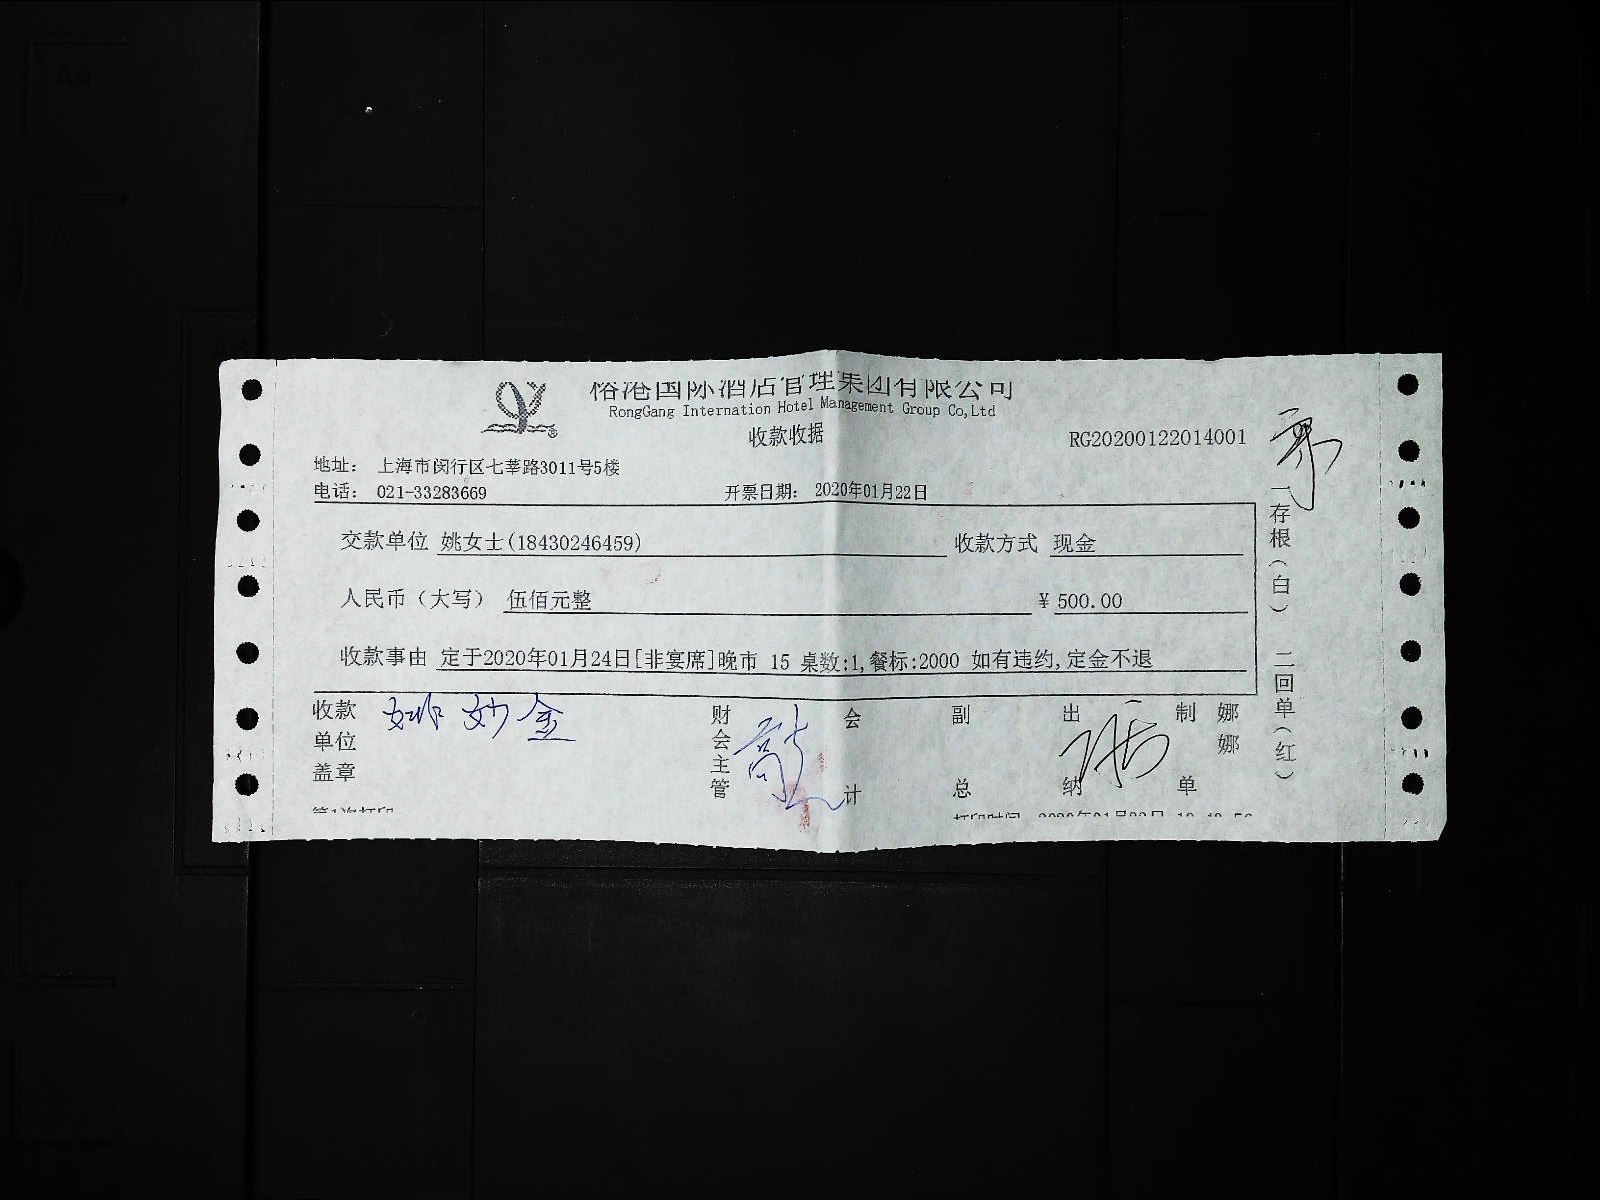 国际酒店管理集团有限公司
RongGang Internation Hotel Management Group Co,Ltd
收款收据
RG20200122014001
地址： 上海市闵行区七莘路3011号5楼
电话： 021-33283669 开票日期： 2020年01月22日
交款单位 姚女士(18430246459) 收款方式 现金
人民币（大写） 伍佰元整 ¥ 500.00
收款事由 定于2020年01月24日[非宴席]晚市 15 桌数:1,餐标:2000 如有违约,定金不退
收款单位盖章 姚妙金 财会主管 会计 副总 出纳 制单 娜娜
一存根（白） 二回单（红）
第1次打印